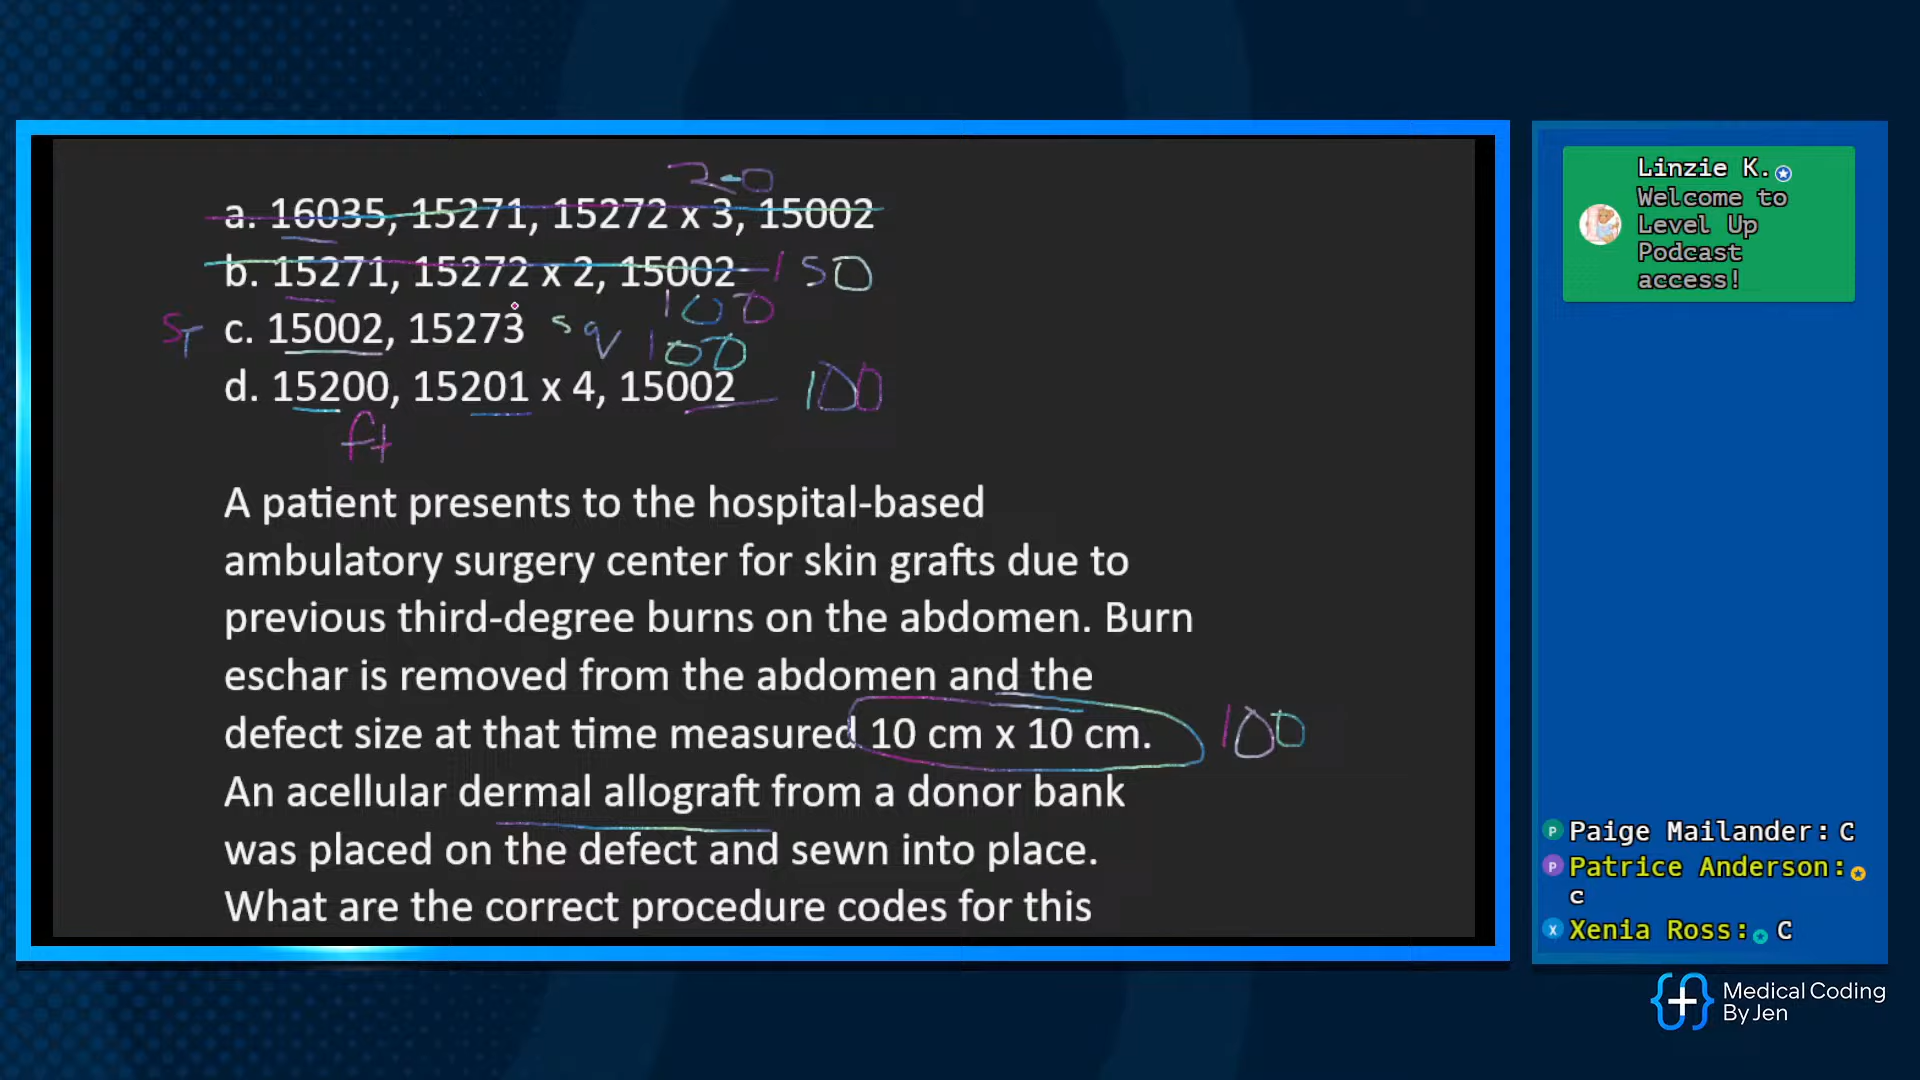 200
a. 16035, 15271, 15272 x 3, 15002
b. 15271, 15272 x 2, 15002 150
100
ST c. 15002, 15273 sq 100
d. 15200, 15201 x 4, 15002 100
ft
A patient presents to the hospital-based
ambulatory surgery center for skin grafts due to
previous third-degree burns on the abdomen. Burn
eschar is removed from the abdomen and the
defect size at that time measured 10 cm x 10 cm. 100
An acellular dermal allograft from a donor bank
was placed on the defect and sewn into place.
What are the correct procedure codes for this
Linzie K.
Welcome to
Level Up
Podcast
access!
P Paige Mailander: C
P Patrice Anderson:
c
X Xenia Ross: C
Medical Coding
By Jen